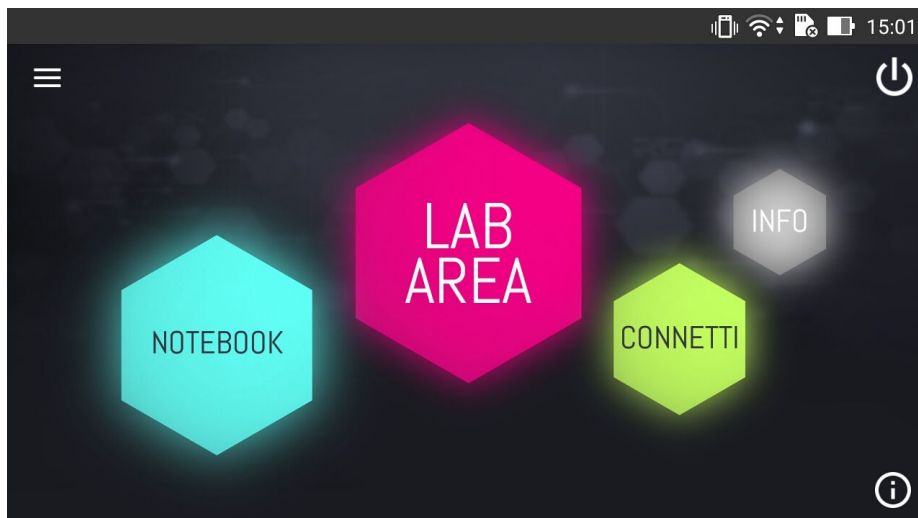 15:01
LAB
AREA
INFO
NOTEBOOK
CONNETTI